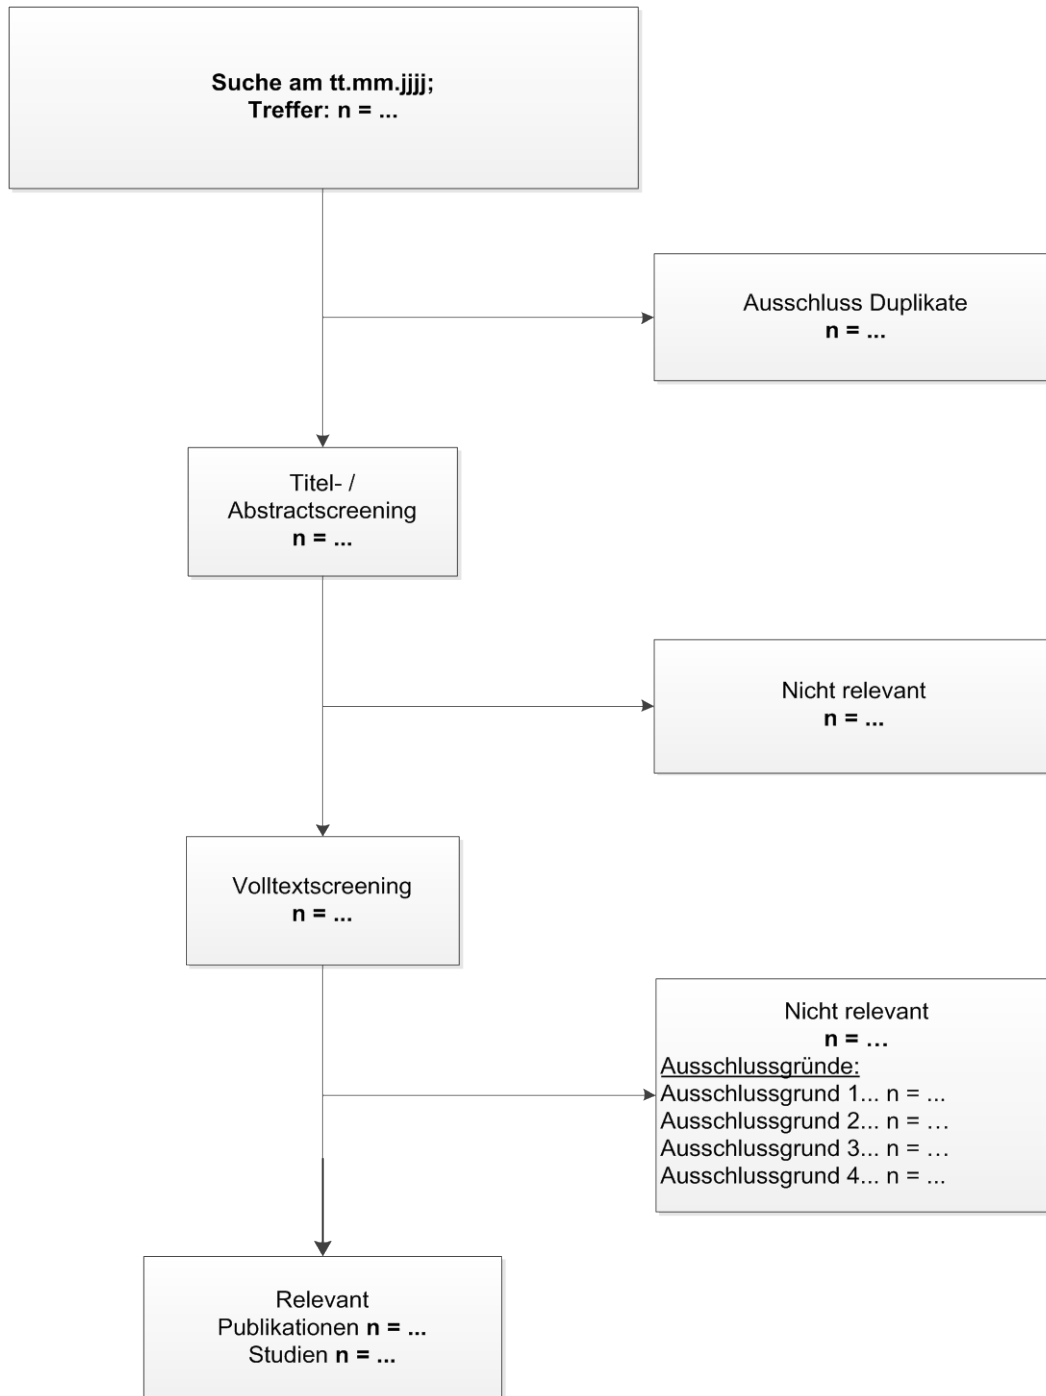 Suche am tt.mm.jjjj;
Treffer: n = ...
Ausschluss Duplikate
n = ...
Titel- /
Abstractscreening
n = ...
Nicht relevant
n = ...
Volltextscreening
n = ...
Nicht relevant
n = …
Ausschlussgründe:
Ausschlussgrund 1... n = ...
Ausschlussgrund 2... n = …
Ausschlussgrund 3... n = …
Ausschlussgrund 4... n = ...
Relevant
Publikationen n = ...
Studien n = ...